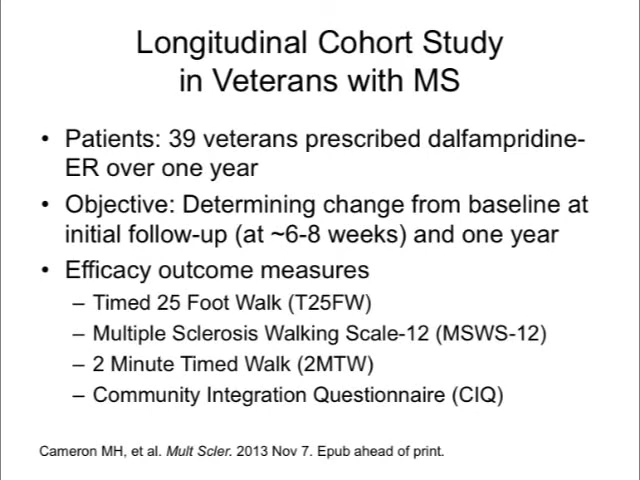 Longitudinal Cohort Study
in Veterans with MS
• Patients: 39 veterans prescribed dalfampridine-
ER over one year
• Objective: Determining change from baseline at
initial follow-up (at ~6-8 weeks) and one year
• Efficacy outcome measures
– Timed 25 Foot Walk (T25FW)
– Multiple Sclerosis Walking Scale-12 (MSWS-12)
– 2 Minute Timed Walk (2MTW)
– Community Integration Questionnaire (CIQ)
Cameron MH, et al. Mult Scler. 2013 Nov 7. Epub ahead of print.